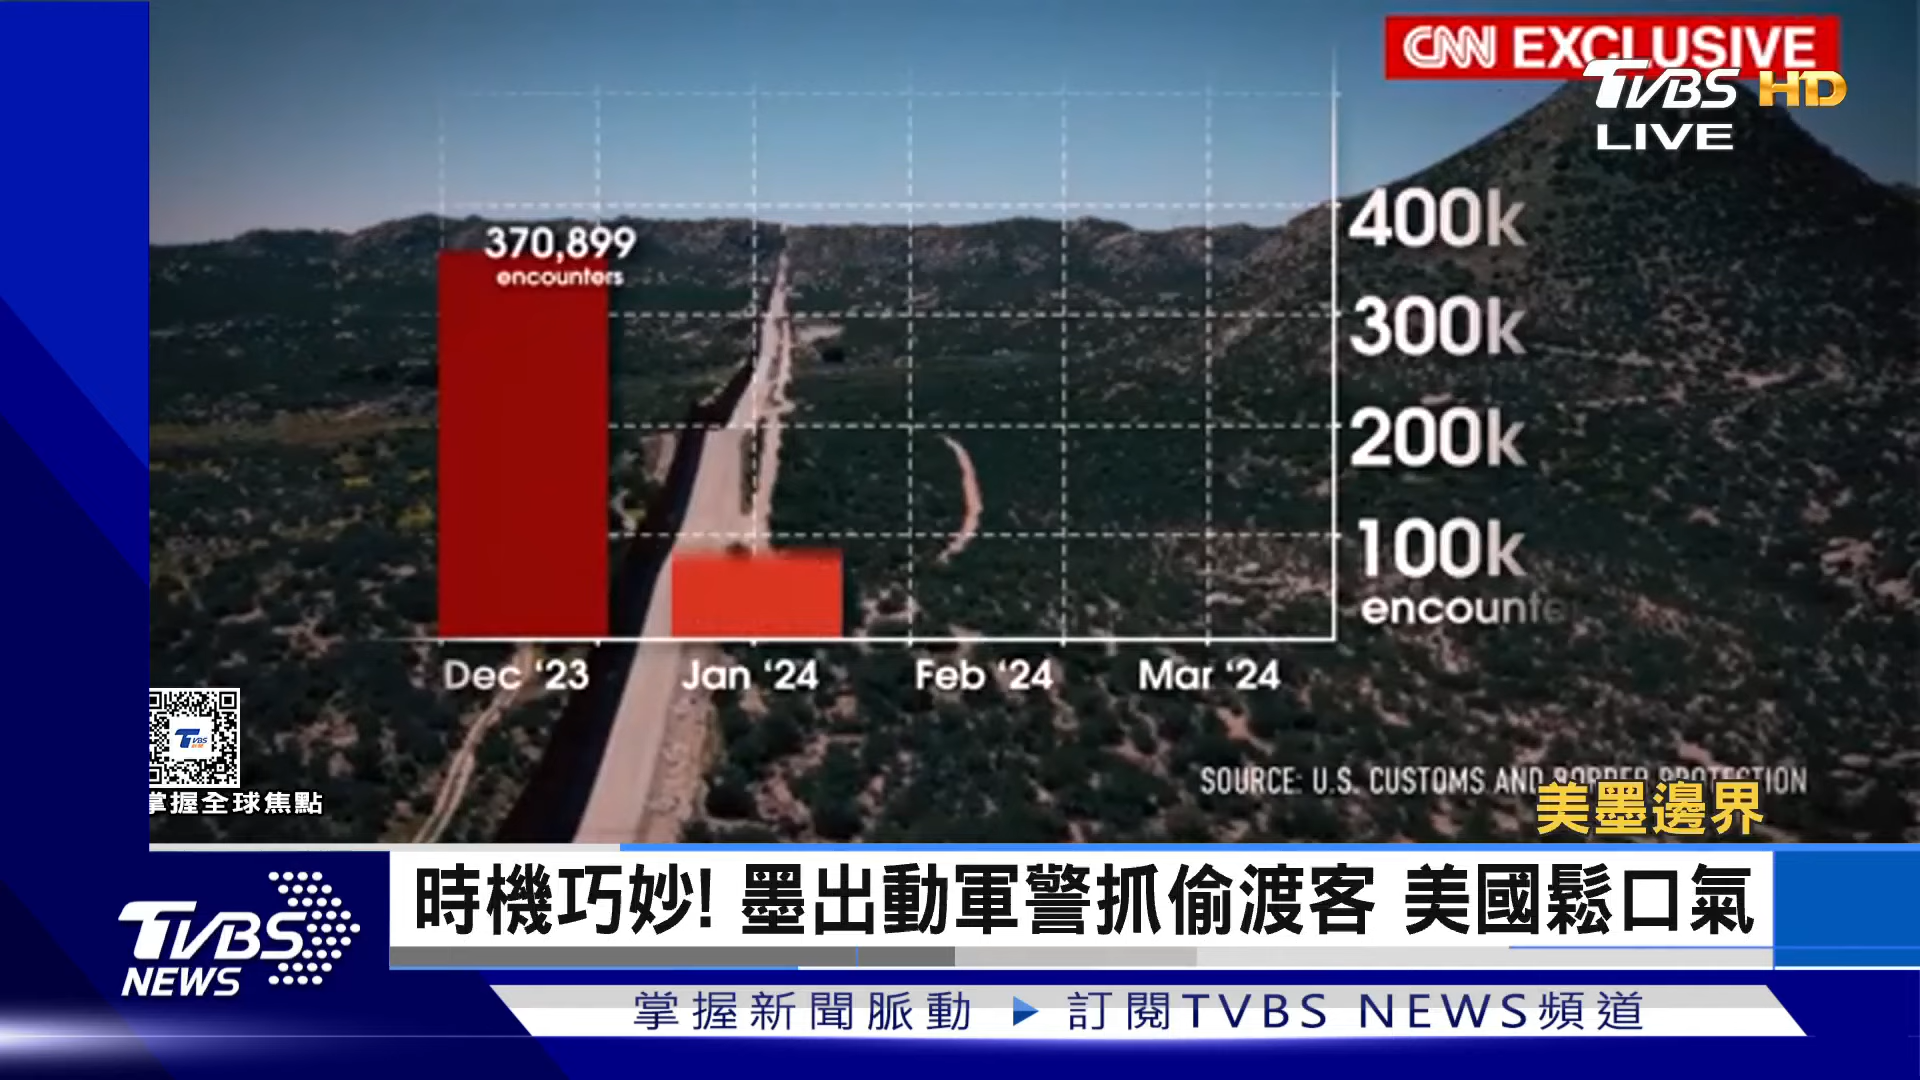 CNN EXCLUSIVE
TVBS HD
LIVE
370,899
encounters
400k
300k
200k
100k
Dec ‘23
Jan ‘24
Feb ‘24
Mar ‘24
SOURCE: U.S. CUSTOMS AND BORDER PROTECTION
美墨邊界
TVBS
掌握全球焦點
時機巧妙! 墨出動軍警抓偷渡客 美國鬆口氣
TVBS
NEWS
掌握新聞脈動 ▶ 訂閱TVBS NEWS頻道